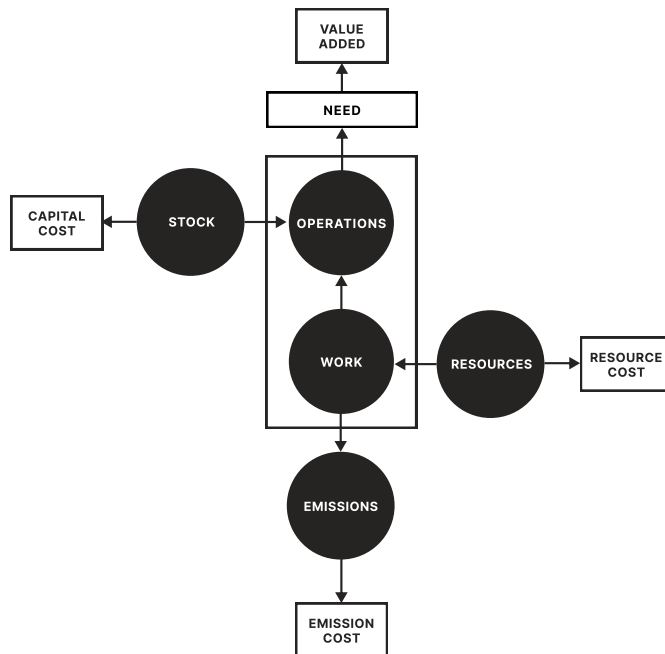 VALUE
ADDED
NEED
CAPITAL
COST
STOCK
OPERATIONS
WORK
RESOURCES
RESOURCE
COST
EMISSIONS
EMISSION
COST